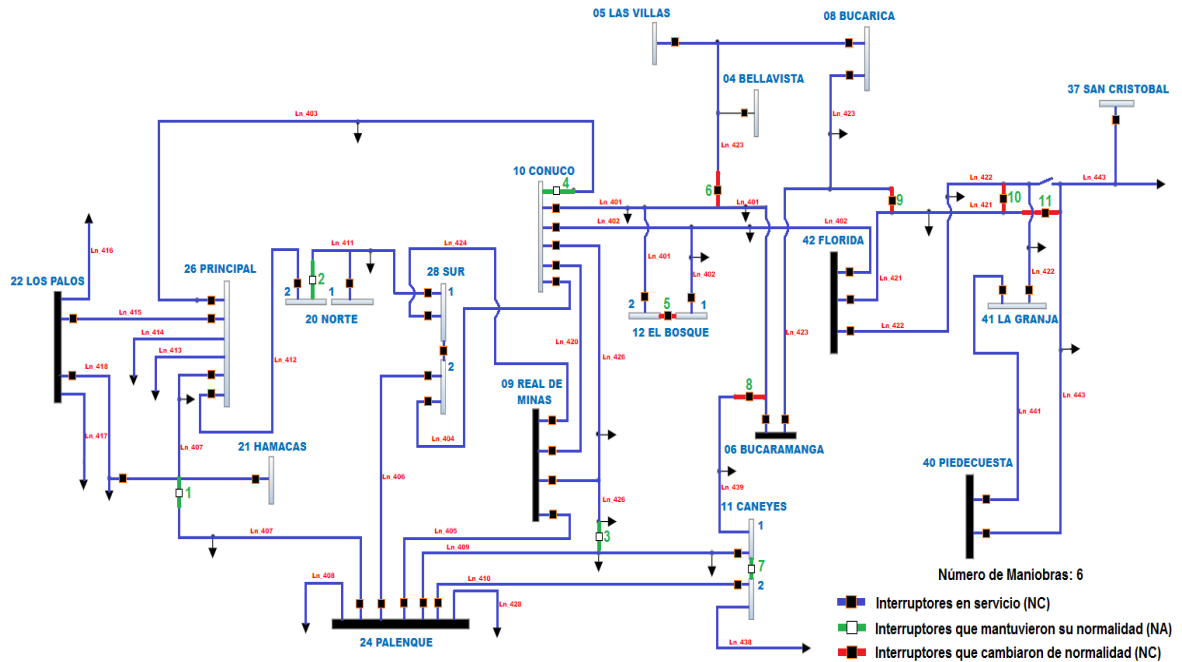 05 LAS VILLAS
08 BUCARICA
04 BELLAVISTA
37 SAN CRISTOBAL
Ln_403
Ln_423
Ln_423
10 CONUCO
4
6
9
Ln_422
Ln_443
10
11
Ln_401
Ln_401
Ln_402
Ln_402
Ln_421
Ln_416
Ln_411
Ln_424
42 FLORIDA
26 PRINCIPAL
28 SUR
Ln_401
Ln_402
Ln_421
Ln_422
22 LOS PALOS
2
2
1
1
20 NORTE
2
5
1
12 EL BOSQUE
Ln_415
Ln_414
Ln_413
41 LA GRANJA
Ln_422
Ln_423
Ln_420
Ln_426
Ln_412
Ln_418
2
09 REAL DE
MINAS
8
Ln_443
Ln_441
Ln_417
Ln_407
Ln_404
21 HAMACAS
06 BUCARAMANGA
40 PIEDECUESTA
Ln_406
1
Ln_439
Ln_426
11 CANEYES
1
Ln_407
Ln_405
Ln_409
3
7
2
Ln_408
Ln_410
Ln_428
24 PALENQUE
Ln_438
Número de Maniobras: 6
Interruptores en servicio (NC)
Interruptores que mantuvieron su normalidad (NA)
Interruptores que cambiaron de normalidad (NC)